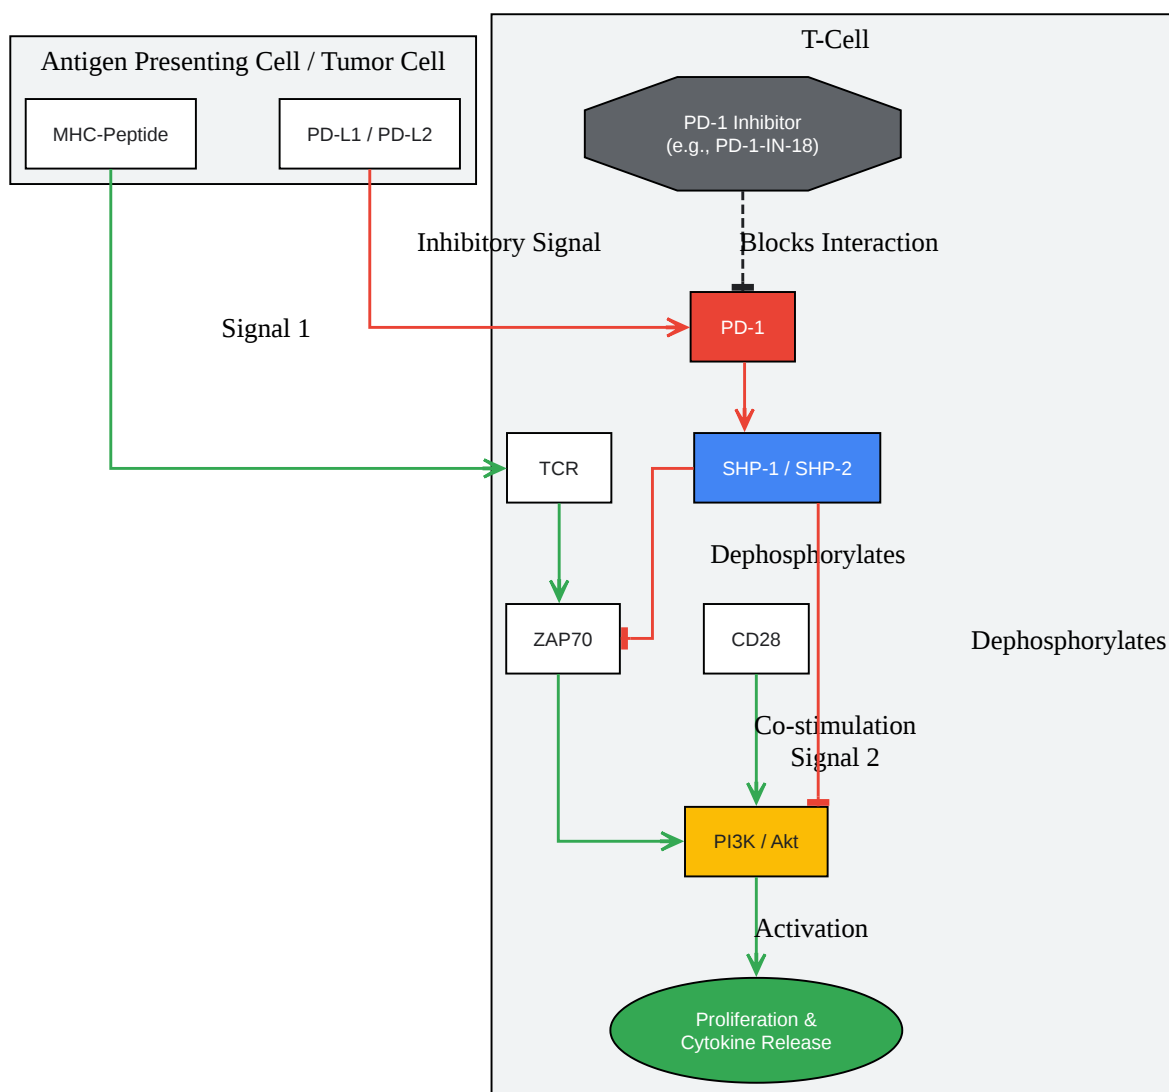 T-Cell
Antigen Presenting Cell / Tumor Cell
MHC-Peptide
PD-L1 / PD-L2
PD-1 Inhibitor
(e.g., PD-1-IN-18)
Inhibitory Signal
Blocks Interaction
Signal 1
PD-1
TCR
SHP-1 / SHP-2
Dephosphorylates
ZAP70
CD28
Dephosphorylates
Co-stimulation
Signal 2
PI3K / Akt
Activation
Proliferation &
Cytokine Release